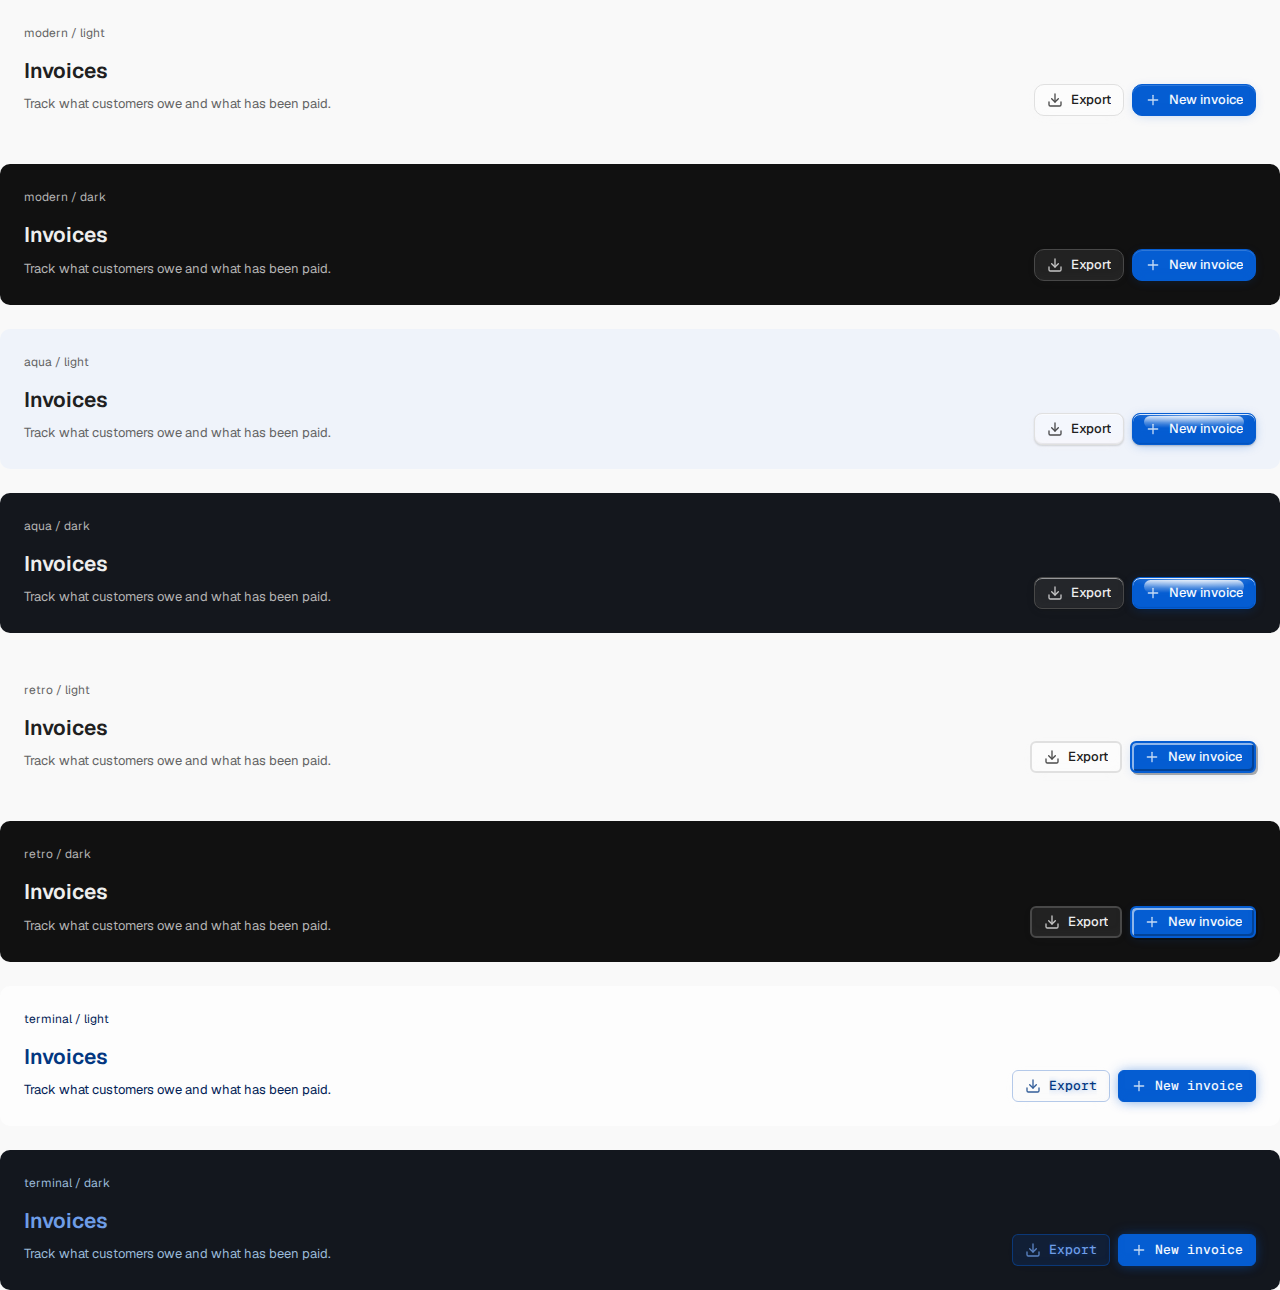 modern / light
Invoices
Track what customers owe and what has been paid.
Export
New invoice
modern / dark
Invoices
Track what customers owe and what has been paid.
Export
New invoice
aqua / light
Invoices
Track what customers owe and what has been paid.
Export
New invoice
aqua / dark
Invoices
Track what customers owe and what has been paid.
Export
New invoice
retro / light
Invoices
Track what customers owe and what has been paid.
Export
New invoice
retro / dark
Invoices
Track what customers owe and what has been paid.
Export
New invoice
terminal / light
Invoices
Track what customers owe and what has been paid.
Export
New invoice
terminal / dark
Invoices
Track what customers owe and what has been paid.
Export
New invoice